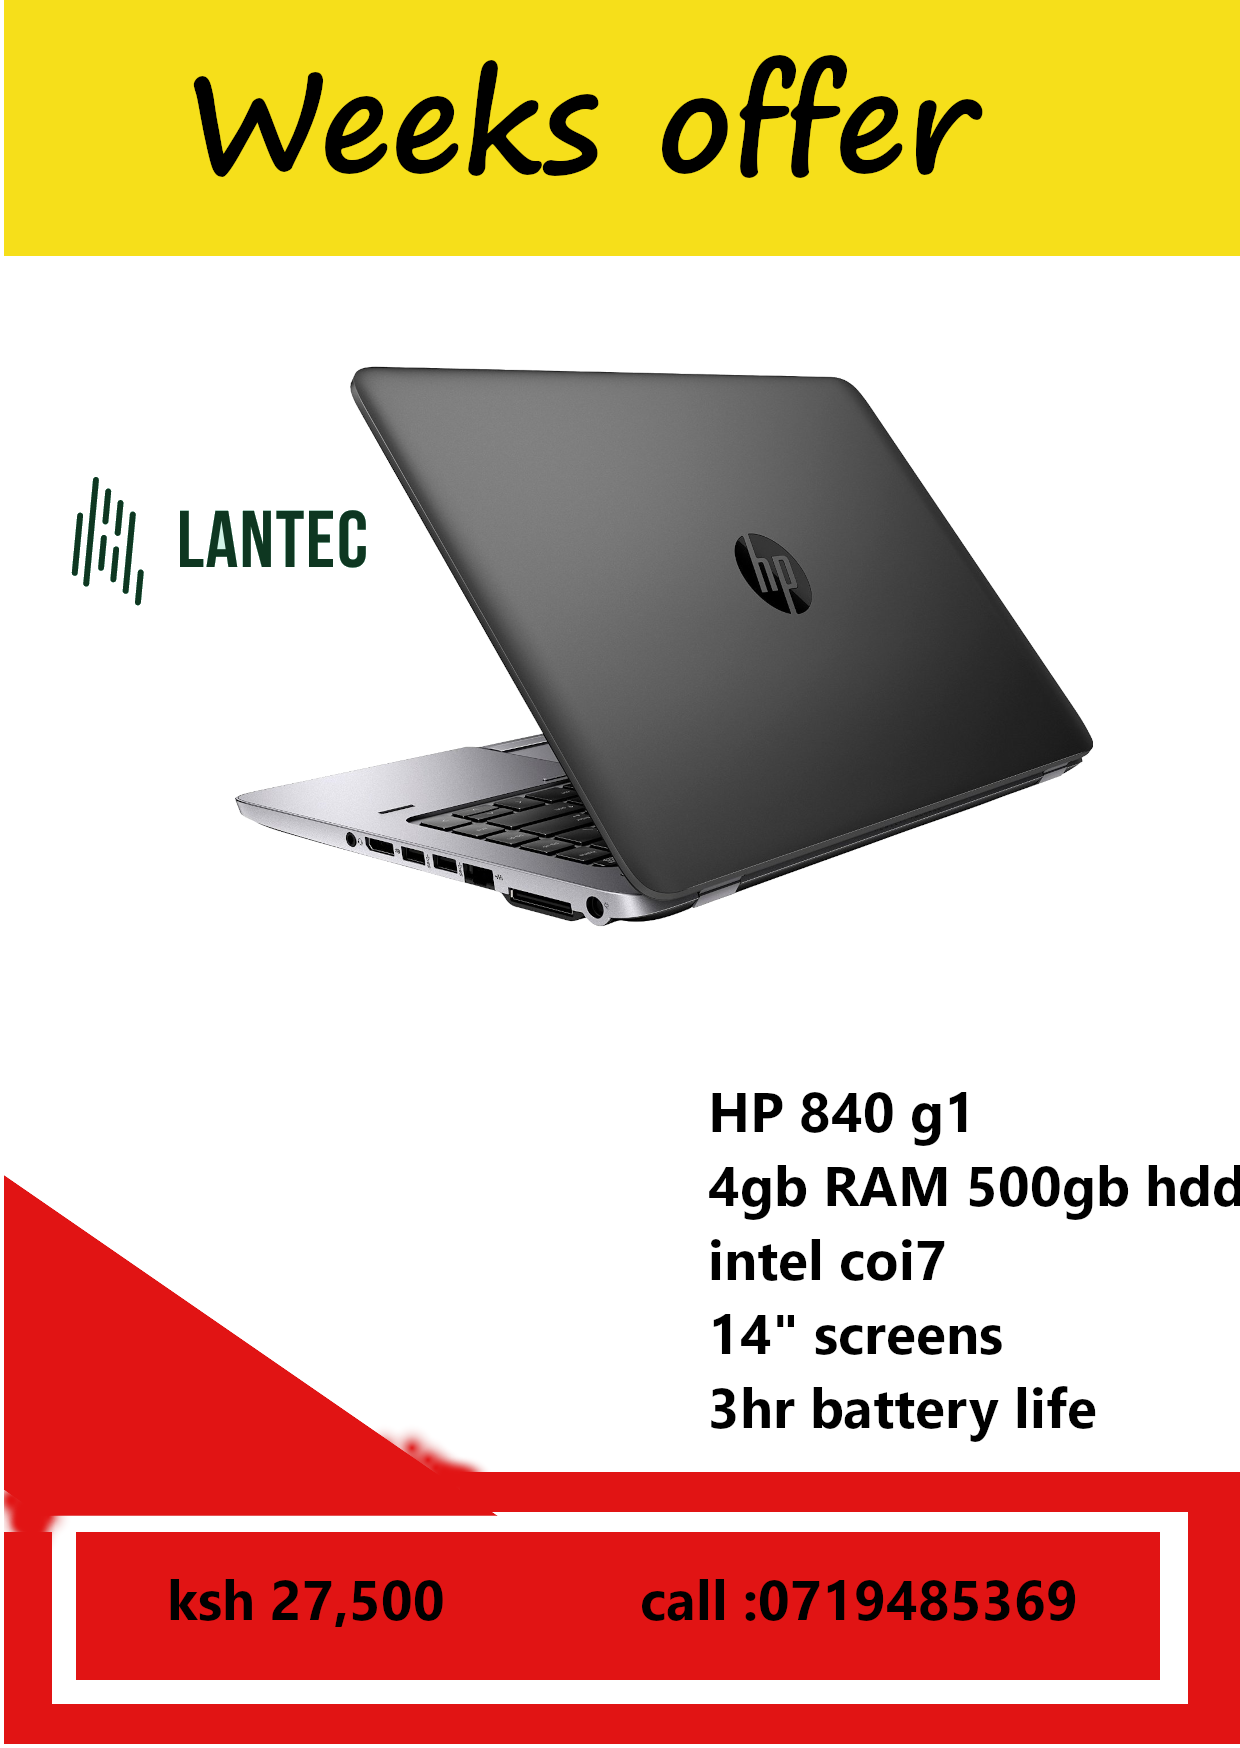 Weeks offer
LANTEC
hp
HP 840 g1
4gb RAM 500gb hdd
intel coi7
14" screens
3hr battery life
ksh 27,500 call :0719485369